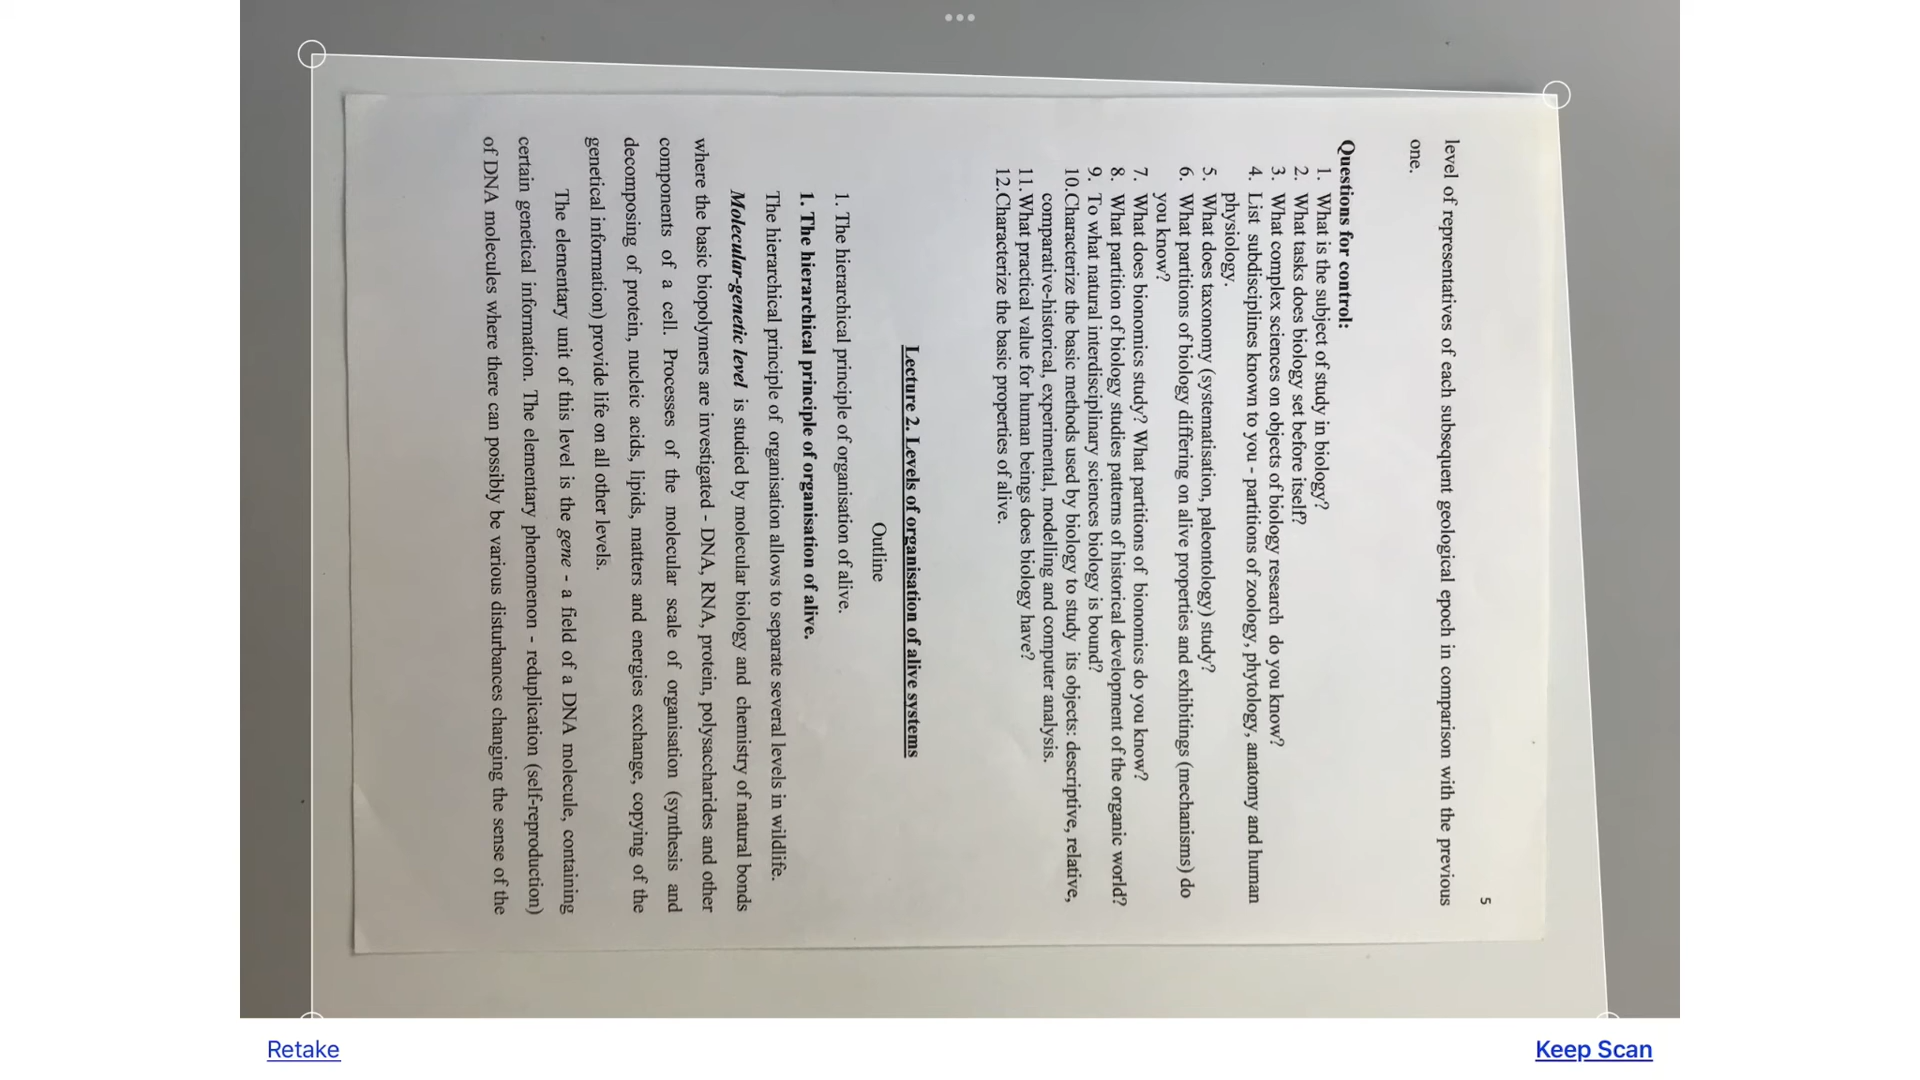 5
level of representatives of each subsequent geological epoch in comparison with the previous
one.
Questions for control:
1. What is the subject of study in biology?
2. What tasks does biology set before itself?
3. What complex sciences on objects of biology research do you know?
4. List subdisciplines known to you - partitions of zoology, phytology, anatomy and human
physiology.
5. What does taxonomy (systematisation, paleontology) study?
6. What partitions of biology differing on alive properties and exhibitings (mechanisms) do
you know?
7. What does bionomics study? What partitions of bionomics do you know?
8. What partition of biology studies patterns of historical development of the organic world?
9. To what natural interdisciplinary sciences biology is bound?
10.Characterize the basic methods used by biology to study its objects: descriptive, relative,
comparative-historical, experimental, modelling and computer analysis.
11.What practical value for human beings does biology have?
12.Characterize the basic properties of alive.
Lecture 2. Levels of organisation of alive systems
Outline
1. The hierarchical principle of organisation of alive.
1. The hierarchical principle of organisation of alive.
The hierarchical principle of organisation allows to separate several levels in wildlife.
Molecular-genetic level is studied by molecular biology and chemistry of natural bonds
where the basic biopolymers are investigated - DNA, RNA, protein, polysaccharides and other
components of a cell. Processes of the molecular scale of organisation (synthesis and
decomposing of protein, nucleic acids, lipids, matters and energies exchange, copying of the
genetical information) provide life on all other levels.
The elementary unit of this level is the gene - a field of a DNA molecule, containing
certain genetical information. The elementary phenomenon - reduplication (self-reproduction)
of DNA molecules where there can possibly be various disturbances changing the sense of the
Retake
Keep Scan